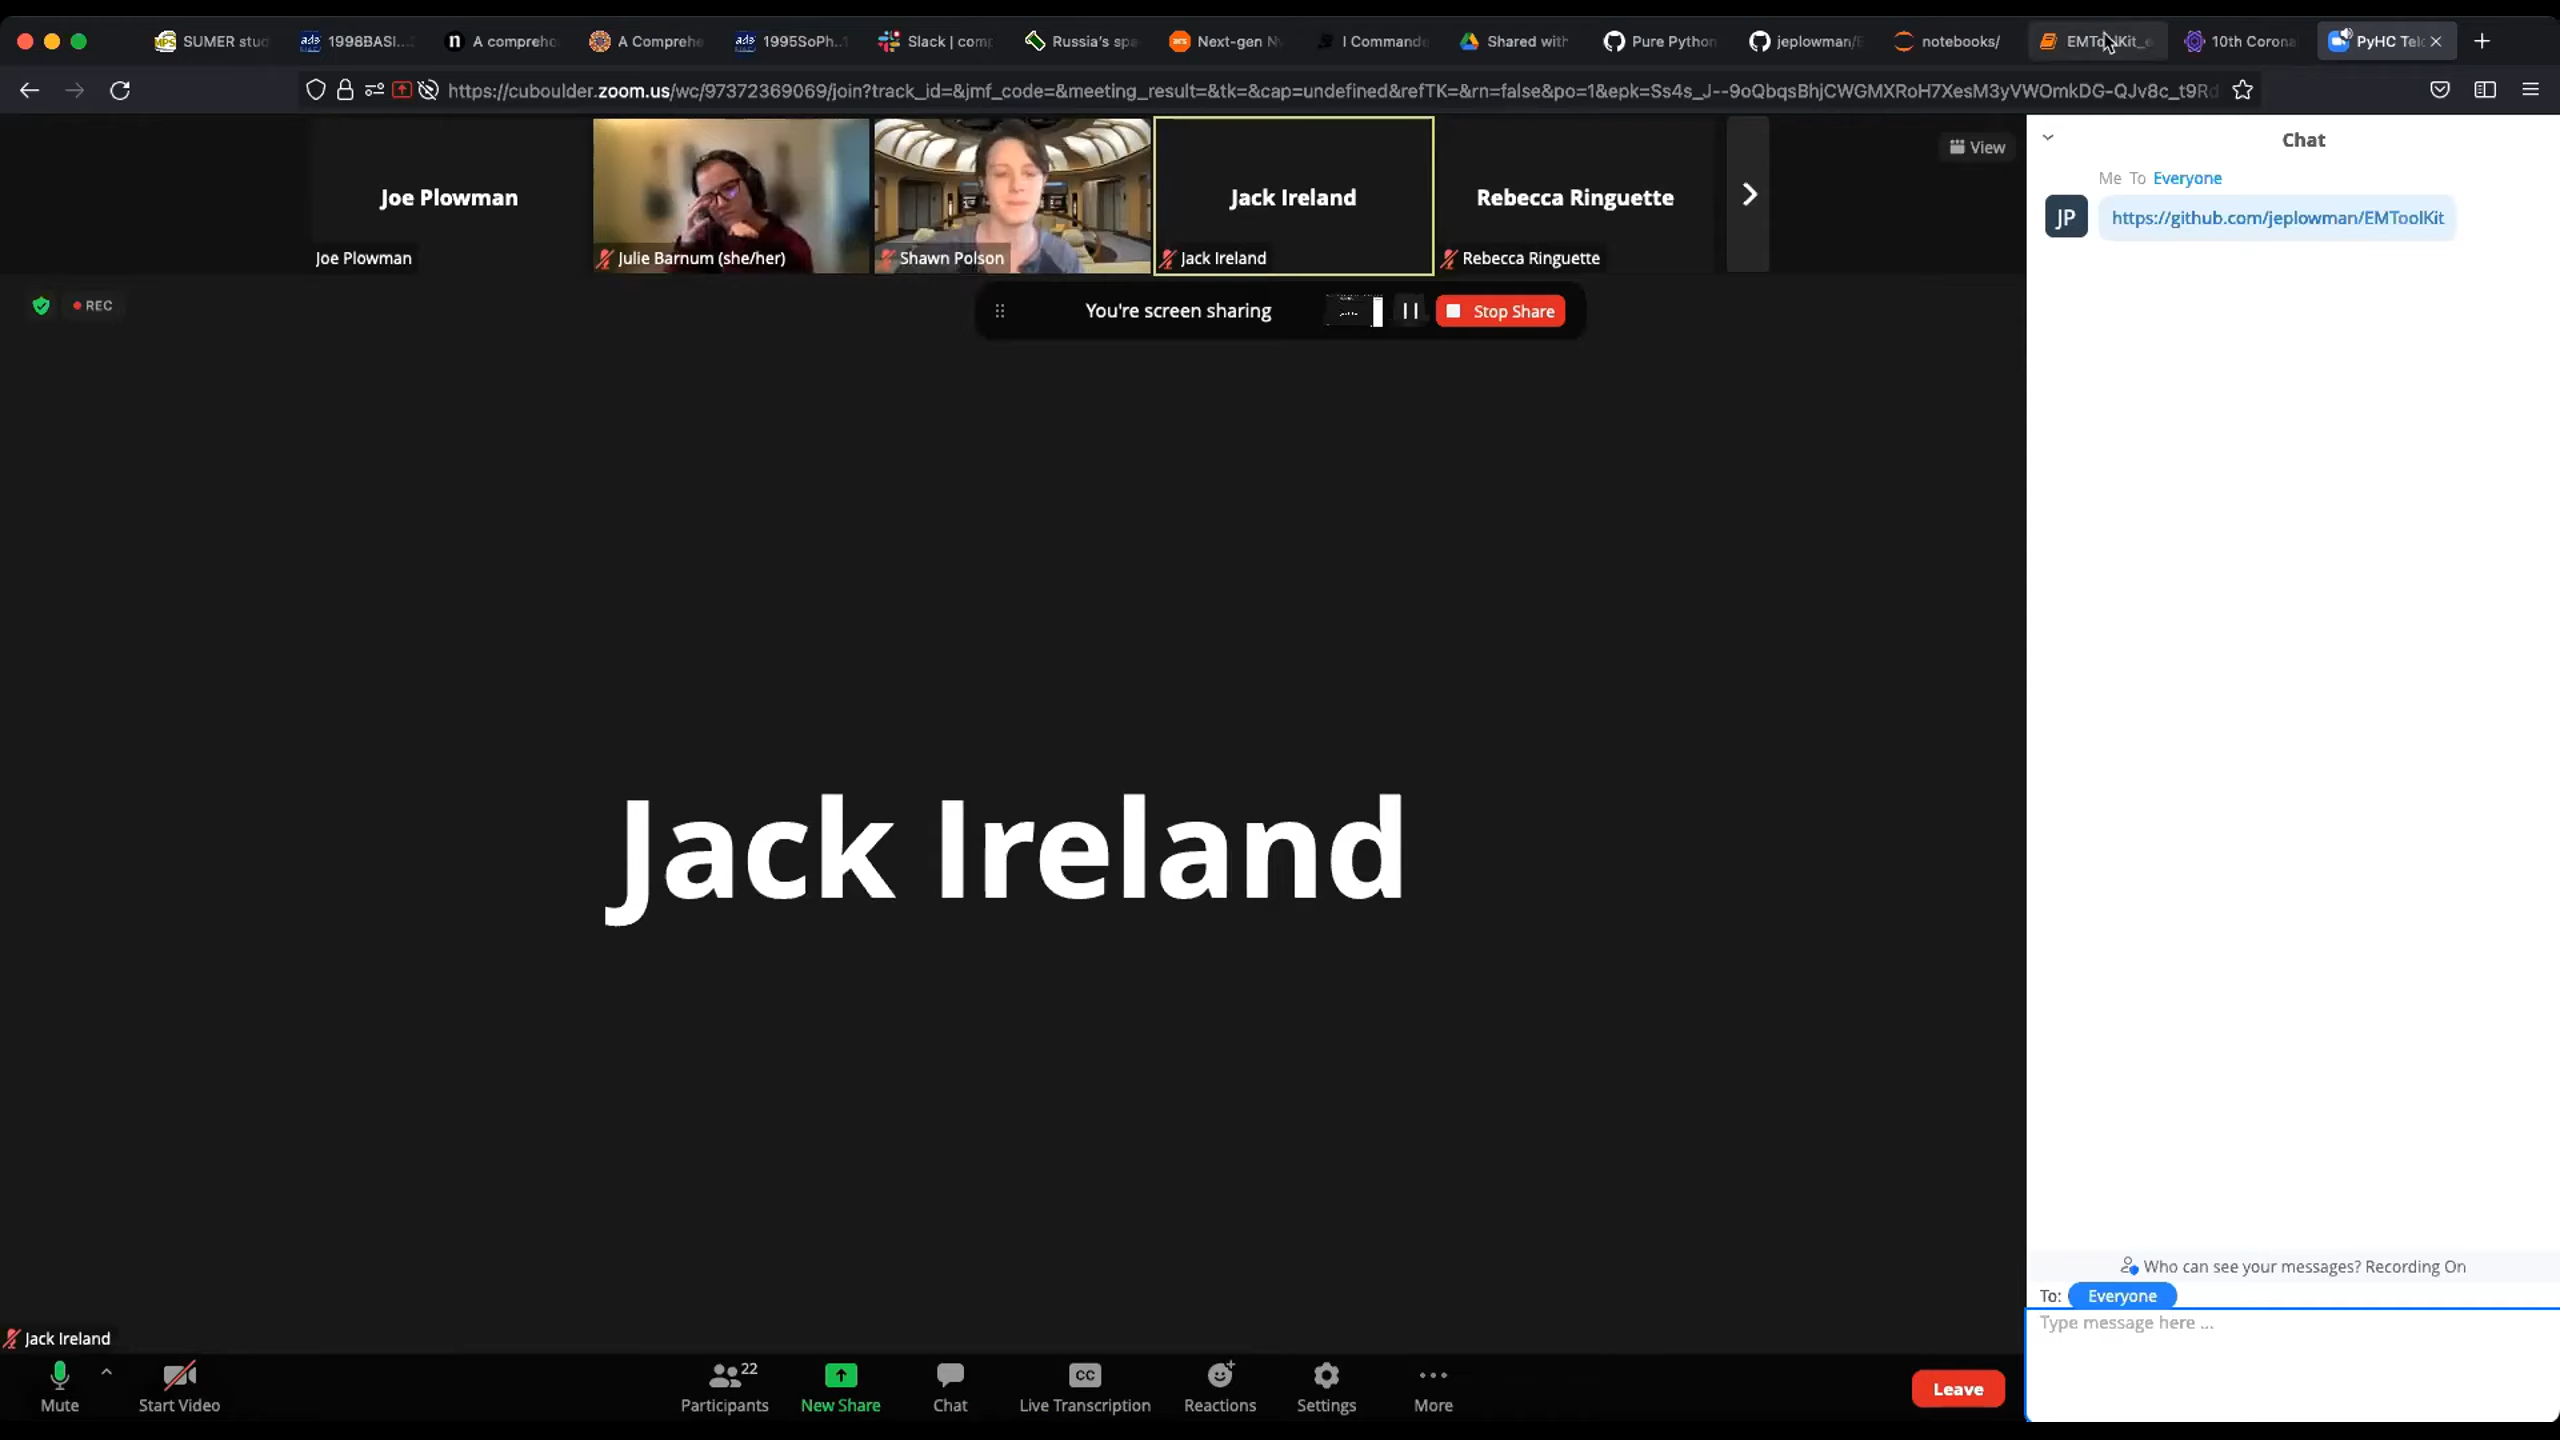 SUMER stu
1998BASI...
A compreho
A Comprehe
1995SoPh..1
Slack | com
Russia's spa
Next-gen N
I Commande
Shared with
Pure Python
jeplowman/E
notebooks/
EMToolKit_e
10th Corona
PyHC Tele
https://cuboulder.zoom.us/wc/97372369069/join?track_id=&jmf_code=&meeting_result=&tk=&cap=undefined&refTK=&rn=false&po=1&epk=Ss4s_J--9oQbqsBhjCWGMXRoH7XesM3yVWOmkDG-QJv8c_t9Rd
Joe Plowman
Joe Plowman
Julie Barnum (she/her)
Shawn Polson
Jack Ireland
Jack Ireland
Rebecca Ringuette
Rebecca Ringuette
View
REC
You're screen sharing
Stop Share
Jack Ireland
Jack Ireland
Mute
Start Video
22
Participants
New Share
Chat
CC
Live Transcription
Reactions
Settings
More
Leave
Chat
Me To Everyone
JP
https://github.com/jeplowman/EMToolKit
Who can see your messages? Recording On
To: Everyone
Type message here ...